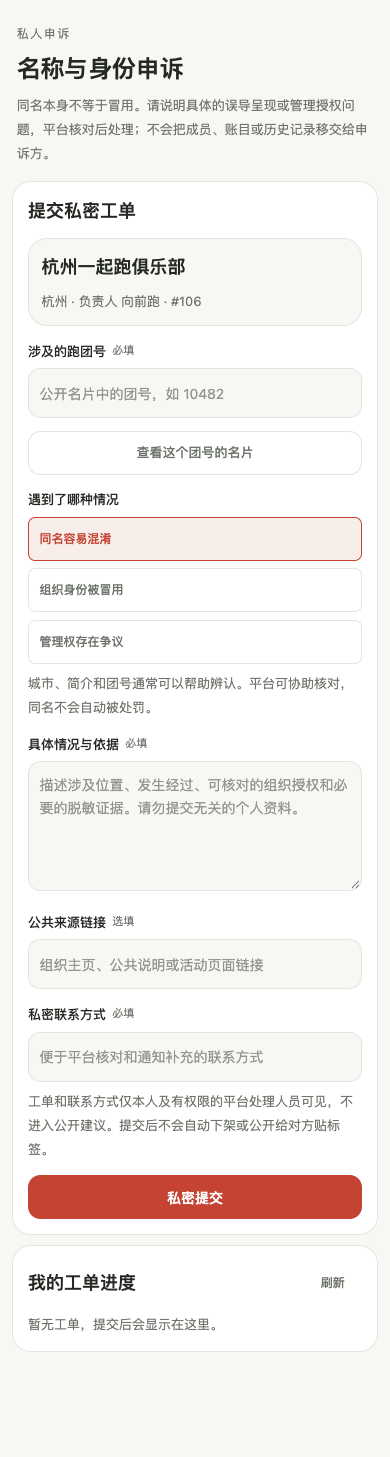 私人申诉
名称与身份申诉
同名本身不等于冒用。请说明具体的误导呈现或管理授权问
题，平台核对后处理；不会把成员、账目或历史记录移交给申
诉方。
提交私密工单
杭州一起跑俱乐部
杭州 · 负责人 向前跑 · #106
涉及的跑团号 必填
公开名片中的团号，如 10482
查看这个团号的名片
遇到了哪种情况
同名容易混淆
组织身份被冒用
管理权存在争议
城市、简介和团号通常可以帮助辨认。平台可协助核对，
同名不会自动被处罚。
具体情况与依据 必填
描述涉及位置、发生经过、可核对的组织授权和必
要的脱敏证据。请勿提交无关的个人资料。
公共来源链接 选填
组织主页、公共说明或活动页面链接
私密联系方式 必填
便于平台核对和通知补充的联系方式
工单和联系方式仅本人及有权限的平台处理人员可见，不
进入公开建议。提交后不会自动下架或公开给对方贴标
签。
私密提交
我的工单进度 刷新
暂无工单，提交后会显示在这里。